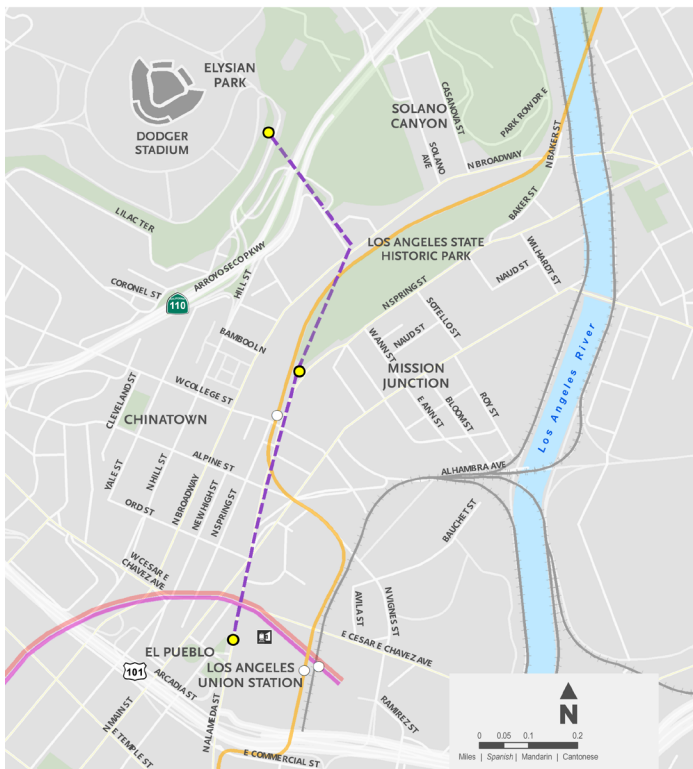 ELYSIAN
PARK
DODGER
STADIUM
SOLANO
CANYON
CASANOVA ST
PARK ROW DR E
SOLANO
AVE
N BROADWAY
N BAKER ST
BAKER ST
LILAC TER
ARROYO SECO PKWY
HILL ST
CORONEL ST
110
LOS ANGELES STATE
HISTORIC PARK
WILHARDT ST
NAUD ST
N SPRING ST
SOTELLO ST
NAUD ST
W ANN ST
BAMBOO LN
MISSION
JUNCTION
Los Angeles River
W COLLEGE ST
CLEVELAND ST
CHINATOWN
E ANN ST
BLOOM ST
ROY ST
ALPINE ST
YALE ST
N HILL ST
N BROADWAY
NEW HIGH ST
N SPRING ST
ORD ST
ALHAMBRA AVE
BAUCHET ST
W CESAR E
CHAVEZ AVE
AVILA ST
N VIGNES ST
E CESAR E CHAVEZ AVE
EL PUEBLO
LOS ANGELES
UNION STATION
101
ARCADIA ST
N MAIN ST
E TEMPLE ST
N ALAMEDA ST
E COMMERCIAL ST
RAMIREZ ST
N
0 0.05 0.1 0.2
Miles | Spanish | Mandarin | Cantonese